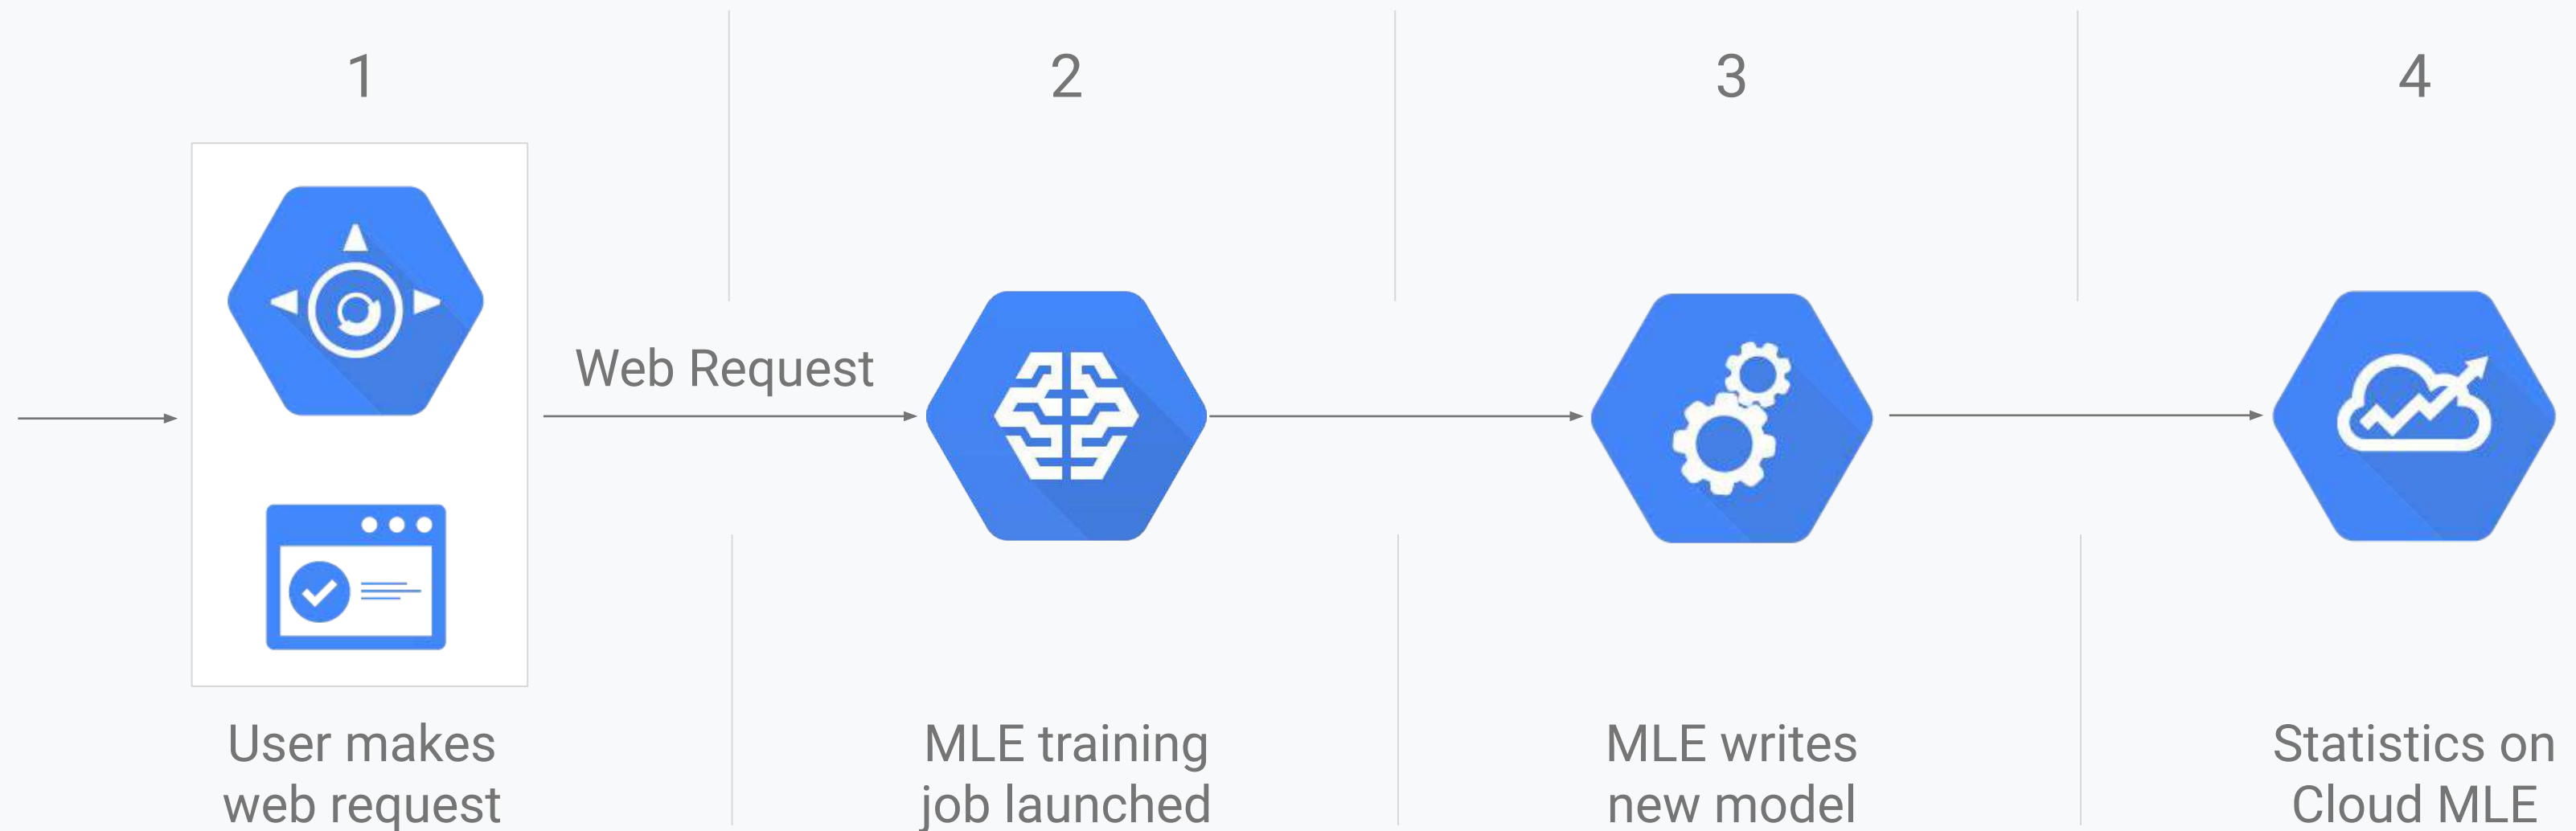 1
2
3
4
Web Request
User makes
web request
MLE training
job launched
MLE writes
new model
Statistics on
Cloud MLE